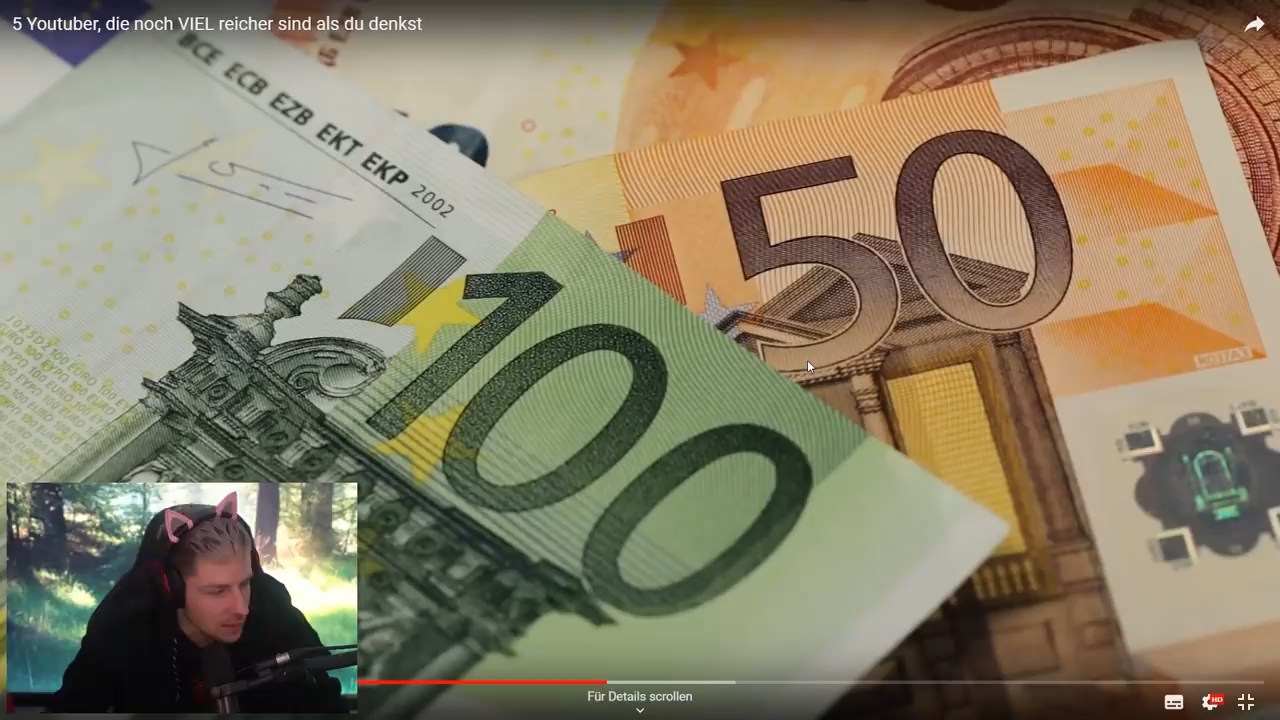 5 Youtuber, die noch VIEL reicher sind als du denkst
BCE ECB EZB EKT EKP 2002
50
100
Für Details scrollen
HD